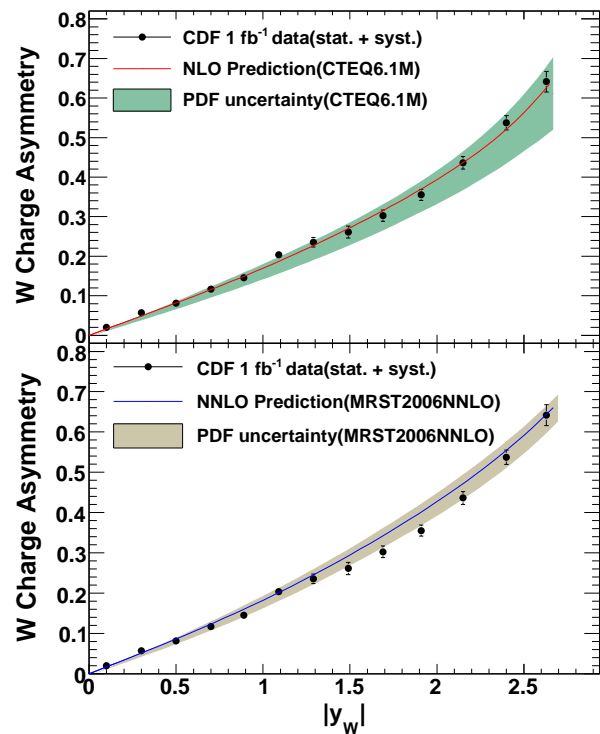 0.8
0.7
0.6
0.5
0.4
0.3
0.2
0.1
0
W Charge Asymmetry
CDF 1 fb⁻¹ data(stat. + syst.)
NLO Prediction(CTEQ6.1M)
PDF uncertainty(CTEQ6.1M)
0.8
0.7
0.6
0.5
0.4
0.3
0.2
0.1
0
W Charge Asymmetry
CDF 1 fb⁻¹ data(stat. + syst.)
NNLO Prediction(MRST2006NNLO)
PDF uncertainty(MRST2006NNLO)
0 0.5 1 1.5 2 2.5
|y_W|